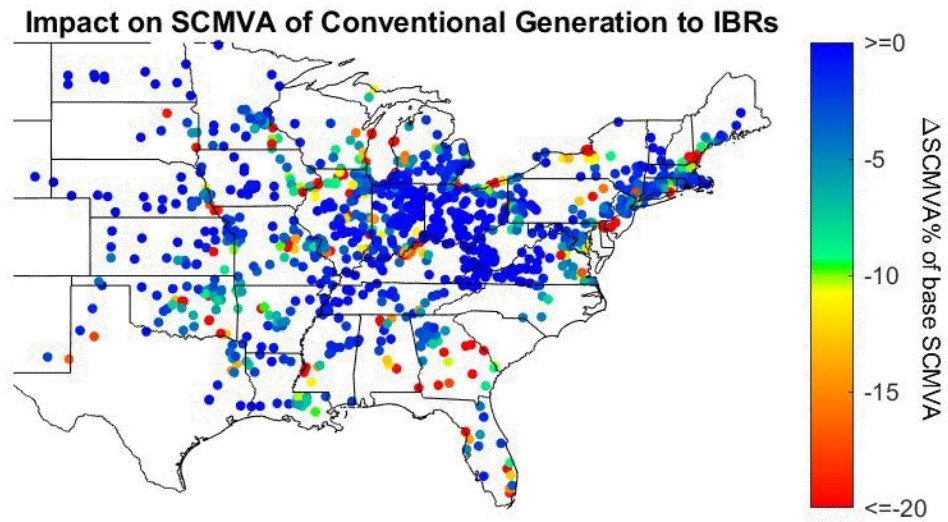 Impact on SCMVA of Conventional Generation to IBRs
>=0
-5
-10
-15
<=-20
ΔSCMVA% of base SCMVA